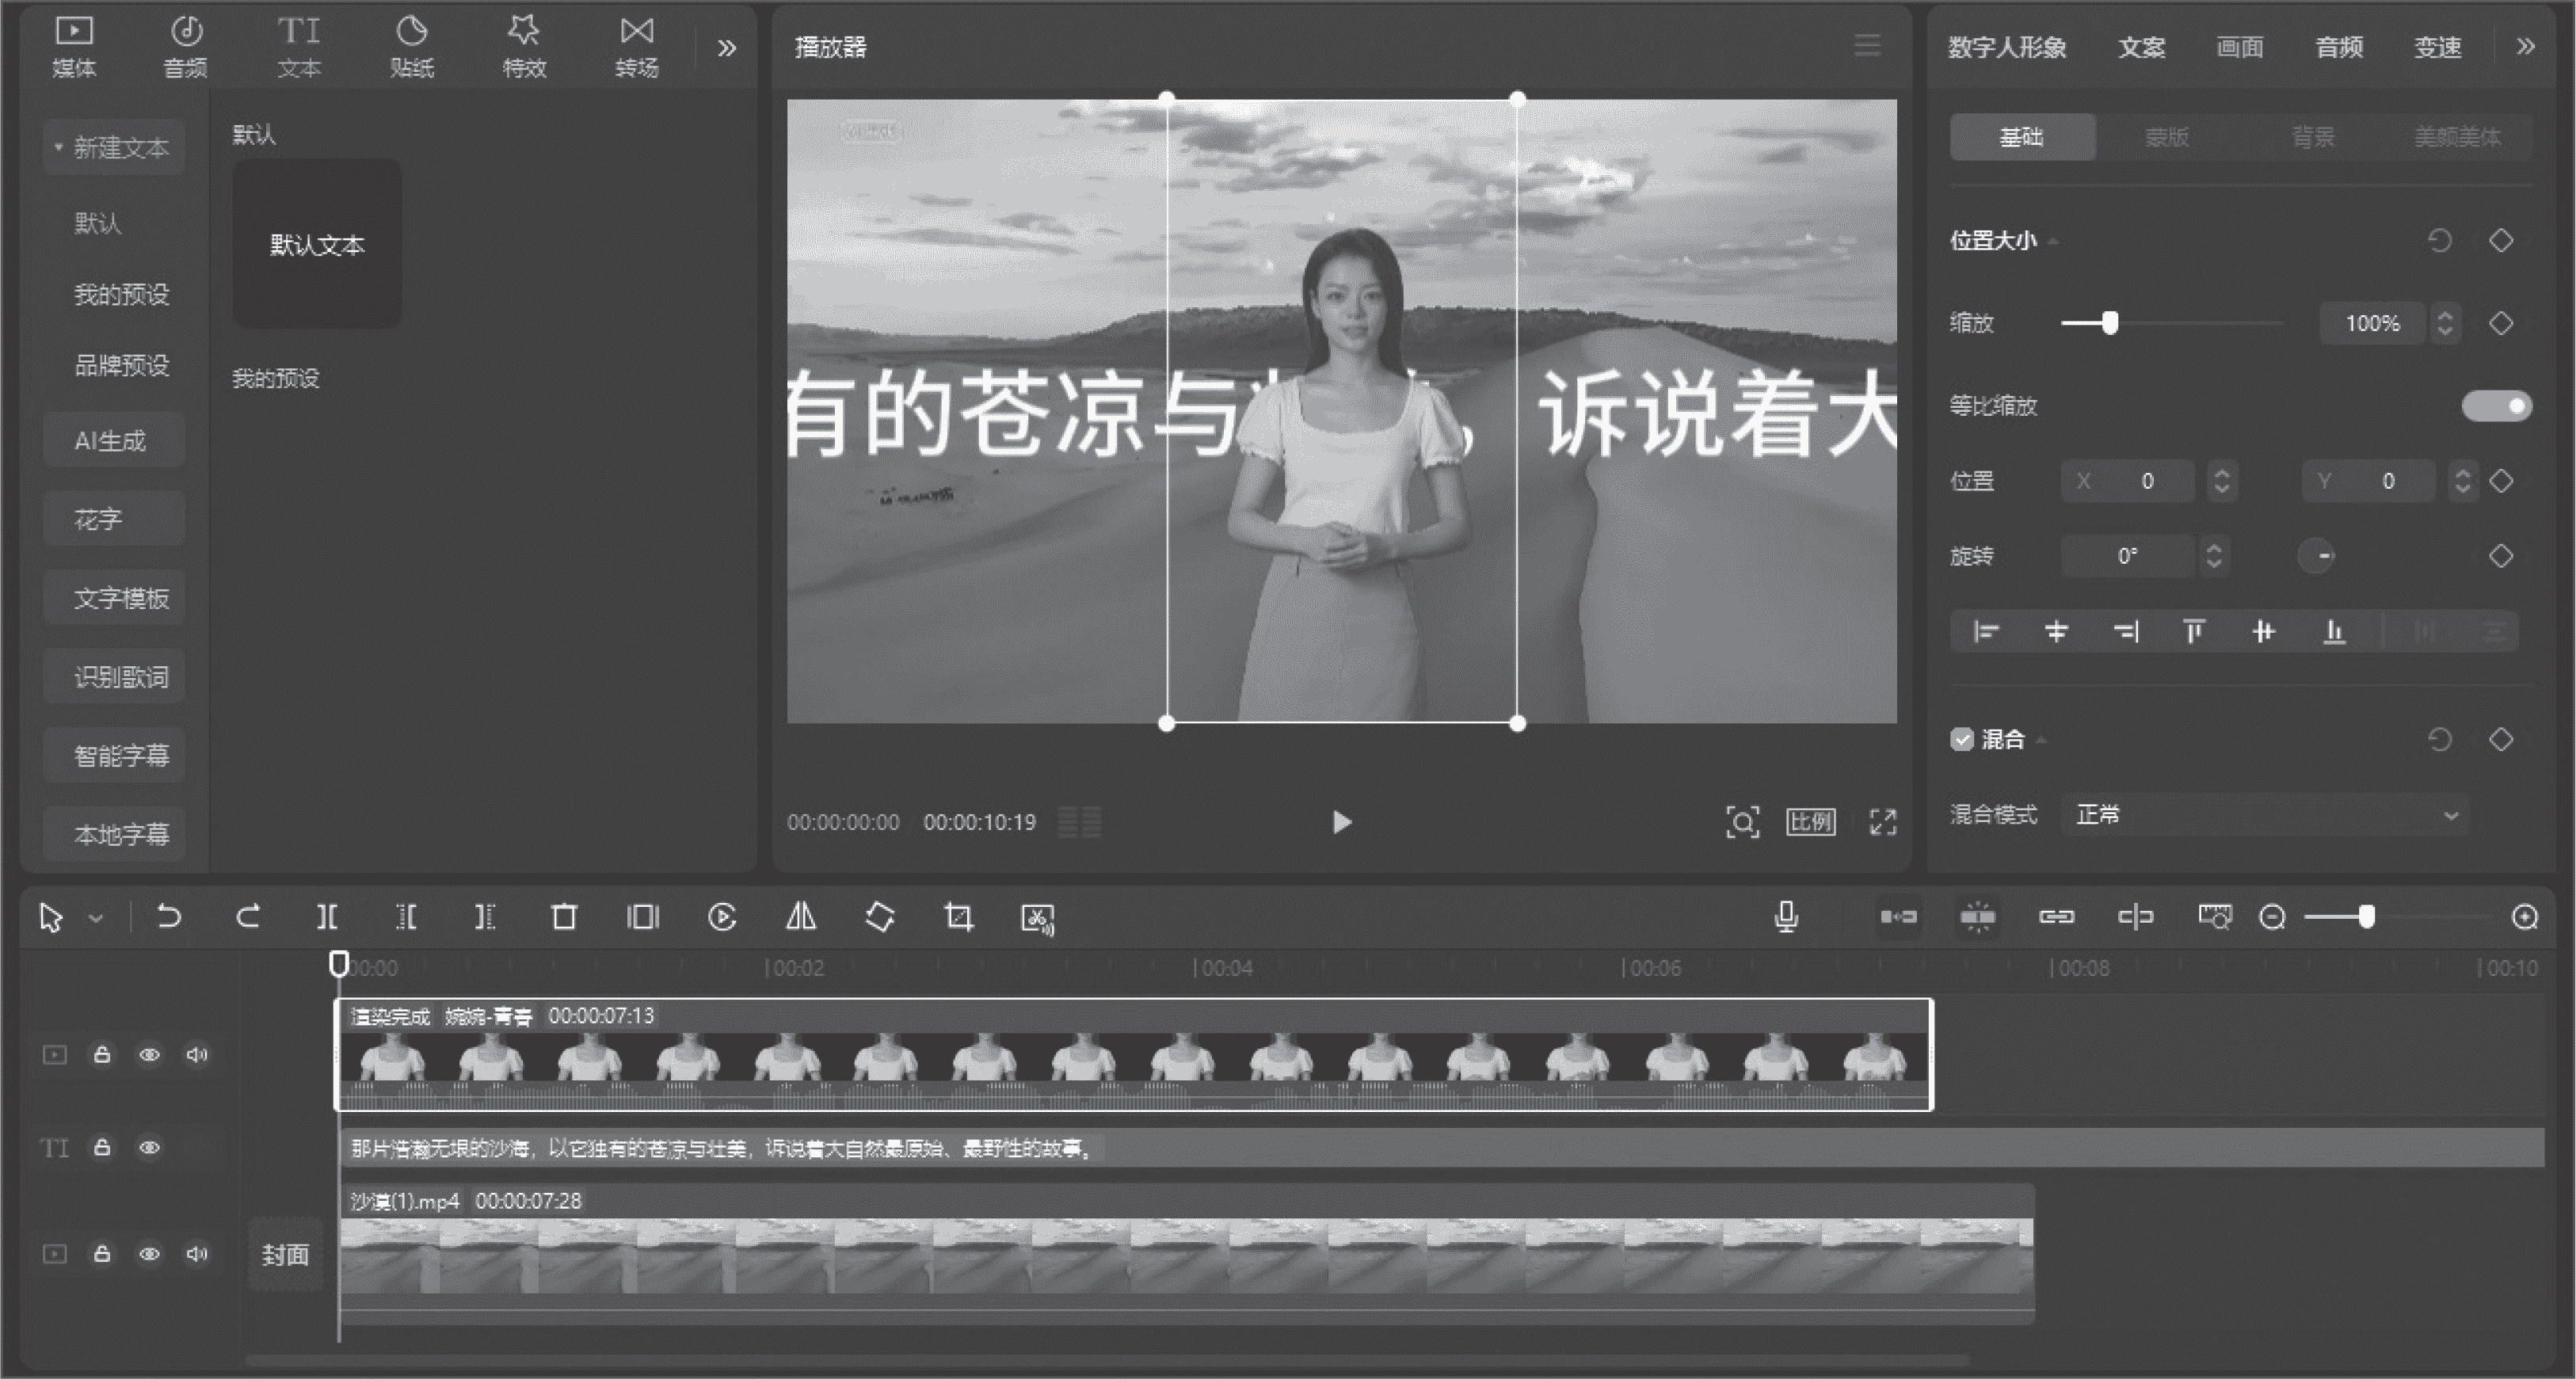 媒体 音频 文本 贴纸 特效 转场
新建文本
默认
我的预设
品牌预设
AI生成
花字
文字模板
识别歌词
智能字幕
本地字幕
默认
默认文本
我的预设
播放器
有的苍凉与 ，诉说着大
00:00:00:00 00:00:10:19
比例
数字人形象 文案 画面 音频 变速
基础 蒙版 背景 美颜美体
位置大小
缩放 100%
等比缩放
位置 X 0 Y 0
旋转 0°
混合
混合模式 正常
00:00 00:02 00:04 00:06 00:08 00:10
渲染完成 婉婉-青春 00:00:07:13
TI 那片浩瀚无垠的沙海，以它独有的苍凉与壮美，诉说着大自然最原始、最野性的故事。
沙漠(1).mp4 00:00:07:28
封面